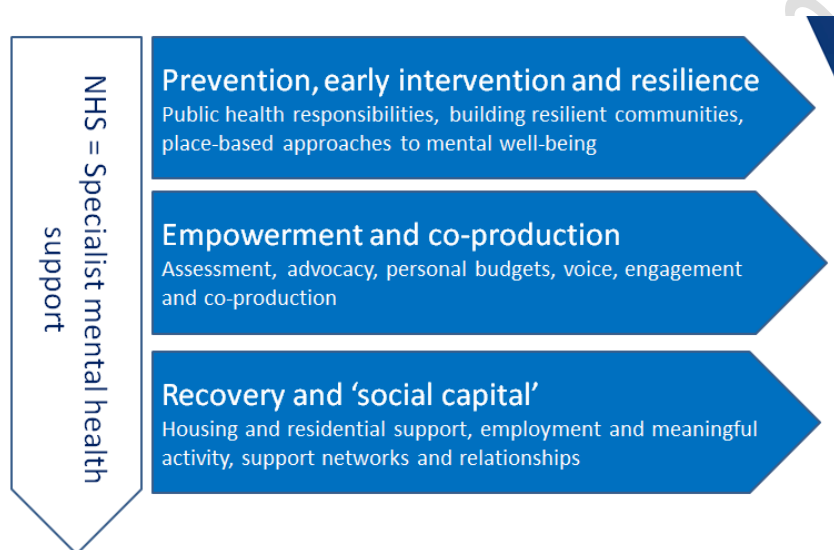 NHS = Specialist mental health
support
Prevention, early intervention and resilience
Public health responsibilities, building resilient communities,
place-based approaches to mental well-being
Empowerment and co-production
Assessment, advocacy, personal budgets, voice, engagement
and co-production
Recovery and ‘social capital’
Housing and residential support, employment and meaningful
activity, support networks and relationships